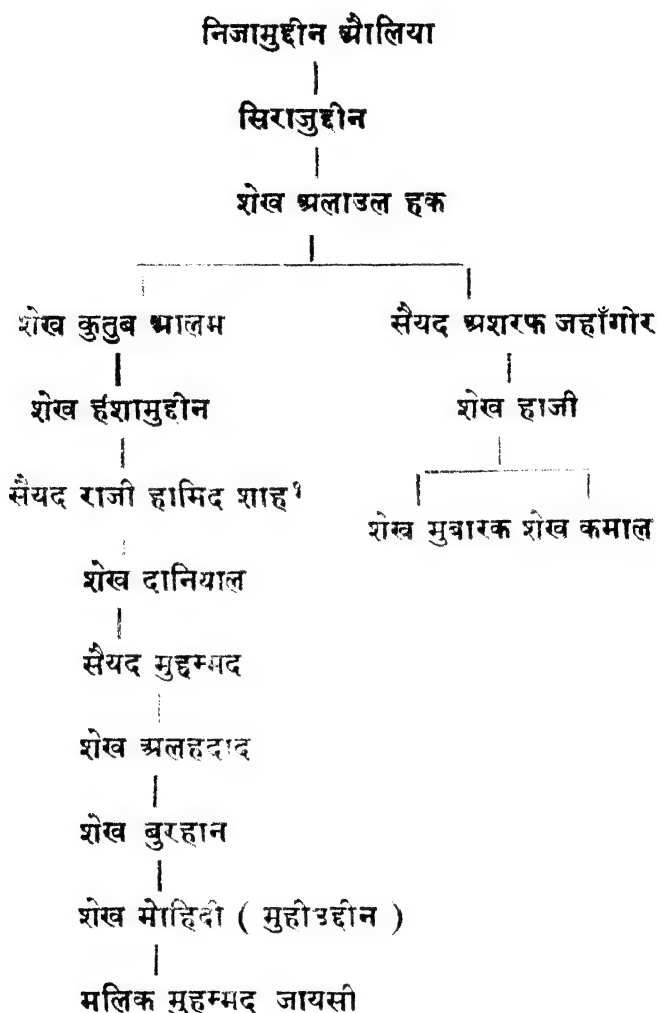 निजामुद्दीन औलिया
सिराजुद्दीन
शेख अलाउल हक
शेख कुतुब आलम सैयद अशरफ जहाँगोर
शेख हंशामुद्दीन शेख हाजी
सैयद राजी हामिद शाह१
शेख मुबारक शेख कमाल
शेख दानियाल
सैयद मुहम्मद
शेख अलहदाद
शेख बुरहान
शेख मोहिदी ( मुहीउद्दीन )
मलिक मुहम्मद जायसी